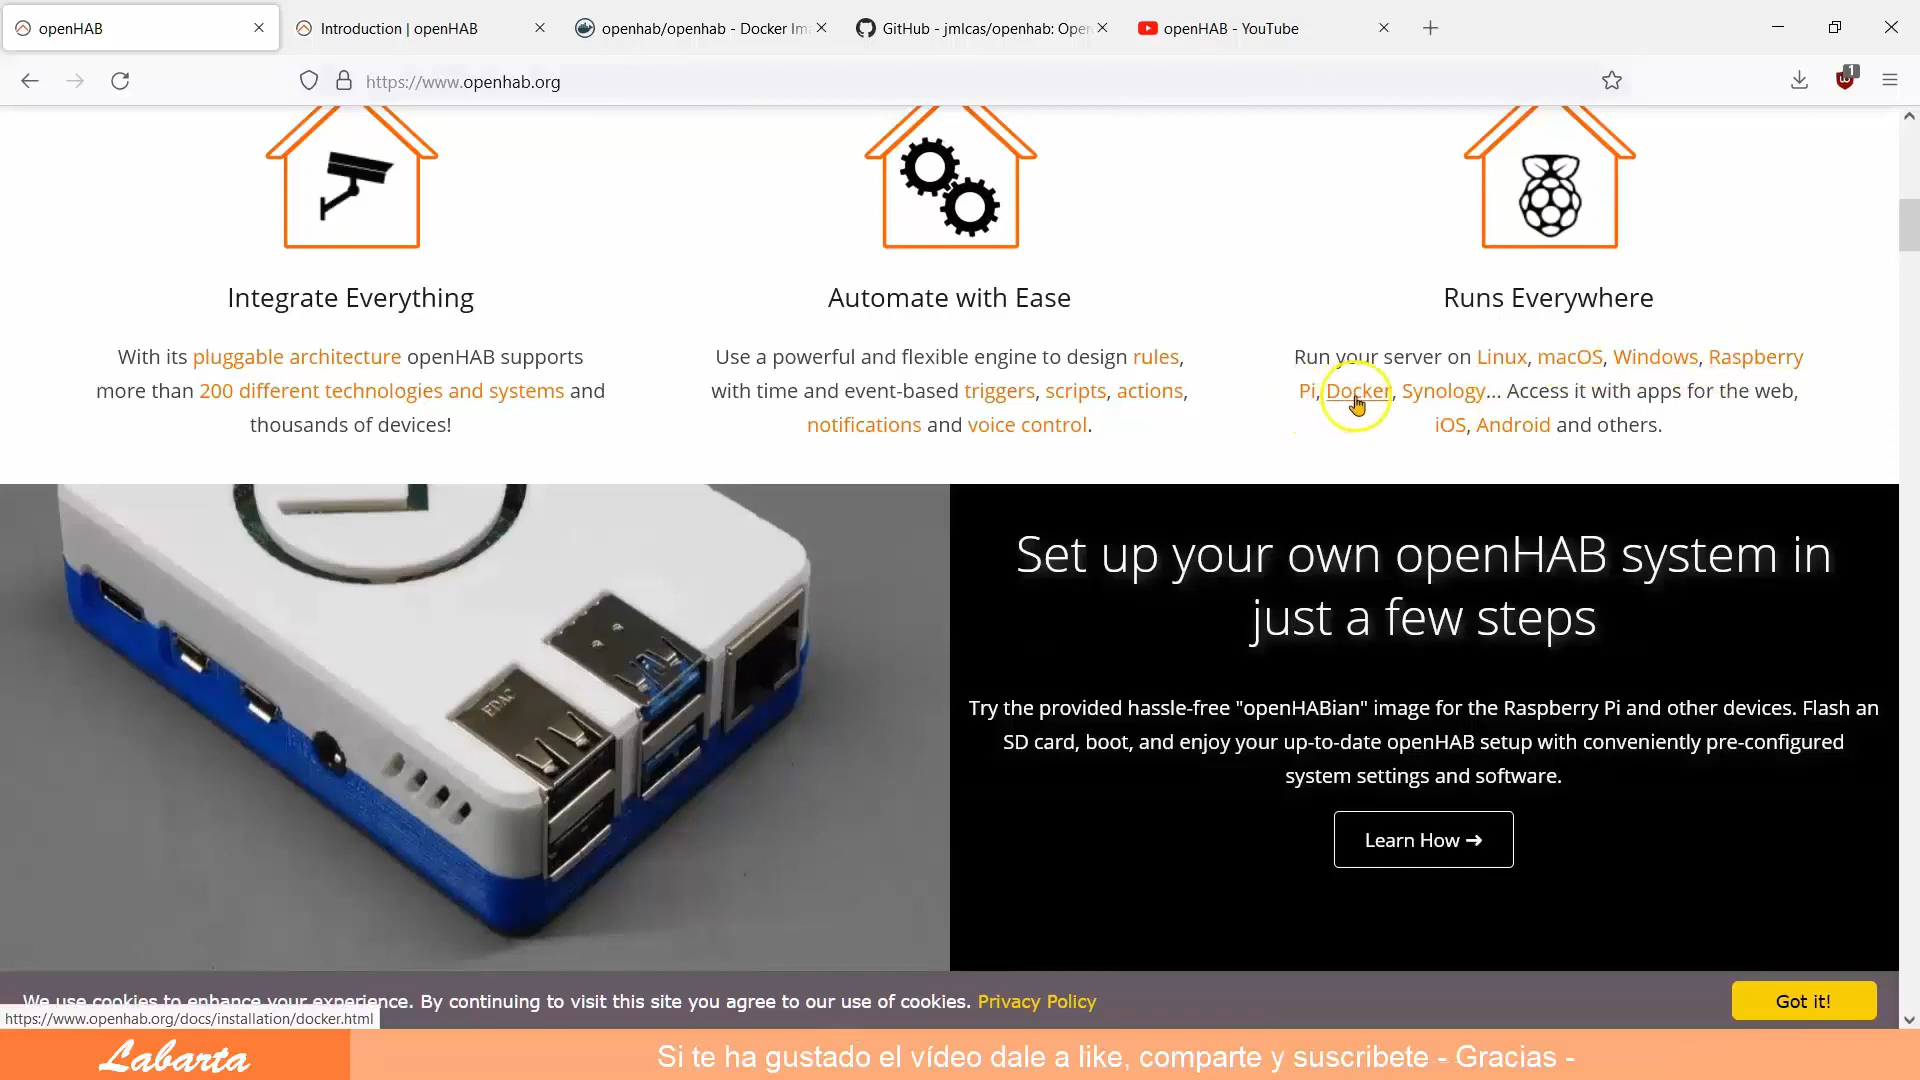 openHAB
Introduction | openHAB
openhab/openhab - Docker Im
GitHub - jmlcas/openhab: Open
openHAB - YouTube
https://www.openhab.org
1
Integrate Everything
With its pluggable architecture openHAB supports
more than 200 different technologies and systems and
thousands of devices!
Automate with Ease
Use a powerful and flexible engine to design rules,
with time and event-based triggers, scripts, actions,
notifications and voice control.
Runs Everywhere
Run your server on Linux, macOS, Windows, Raspberry
Pi, Docker, Synology... Access it with apps for the web,
iOS, Android and others.
EDAC
Set up your own openHAB system in
just a few steps
Try the provided hassle-free "openHABian" image for the Raspberry Pi and other devices. Flash an
SD card, boot, and enjoy your up-to-date openHAB setup with conveniently pre-configured
system settings and software.
Learn How ➔
We use cookies to enhance your experience. By continuing to visit this site you agree to our use of cookies. Privacy Policy
Got it!
https://www.openhab.org/docs/installation/docker.html
Labarta
Si te ha gustado el vídeo dale a like, comparte y suscribete - Gracias -